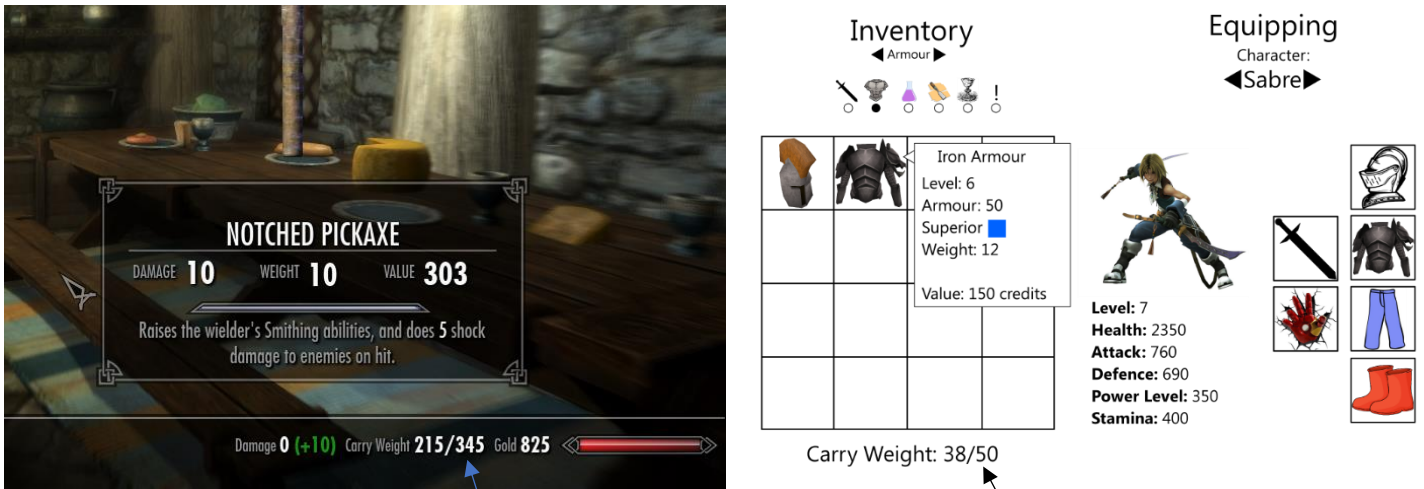 NOTCHED PICKAXE
DAMAGE 10 WEIGHT 10 VALUE 303
Raises the wielder's Smithing abilities, and does 5 shock
damage to enemies on hit.
Damage 0 (+10) Carry Weight 215/345 Gold 825
Inventory
◀Armour▶
!
Iron Armour
Level: 6
Armour: 50
Superior
Weight: 12
Value: 150 credits
Carry Weight: 38/50
Equipping
Character:
◀Sabre▶
Level: 7
Health: 2350
Attack: 760
Defence: 690
Power Level: 350
Stamina: 400